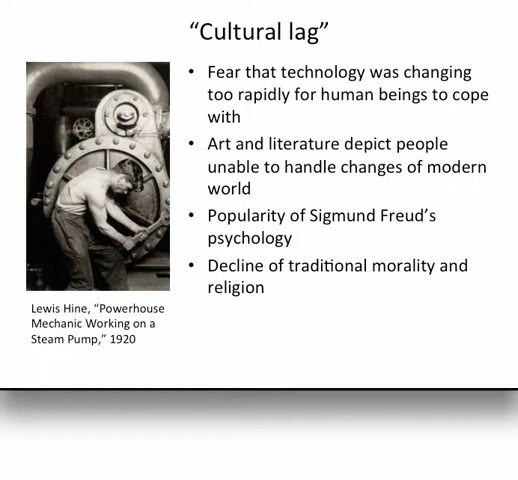 “Cultural lag”
• Fear that technology was changing
too rapidly for human beings to cope
with
• Art and literature depict people
unable to handle changes of modern
world
• Popularity of Sigmund Freud’s
psychology
• Decline of traditional morality and
religion
Lewis Hine, “Powerhouse
Mechanic Working on a
Steam Pump,” 1920